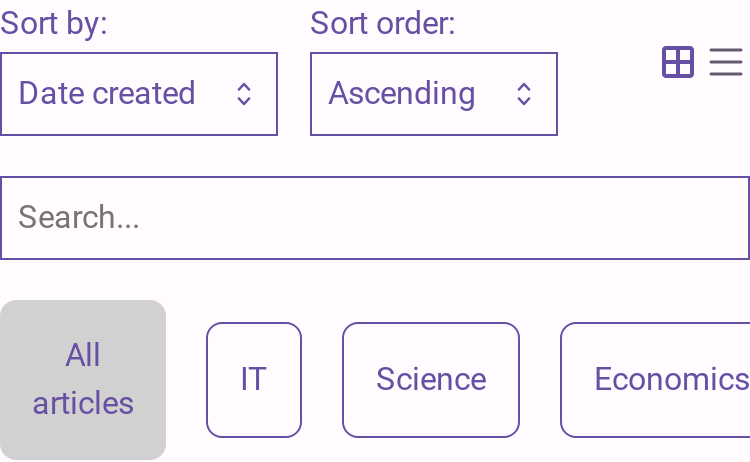 Sort by:
Sort order:
Date created
Ascending
Search...
All
articles
IT
Science
Economics